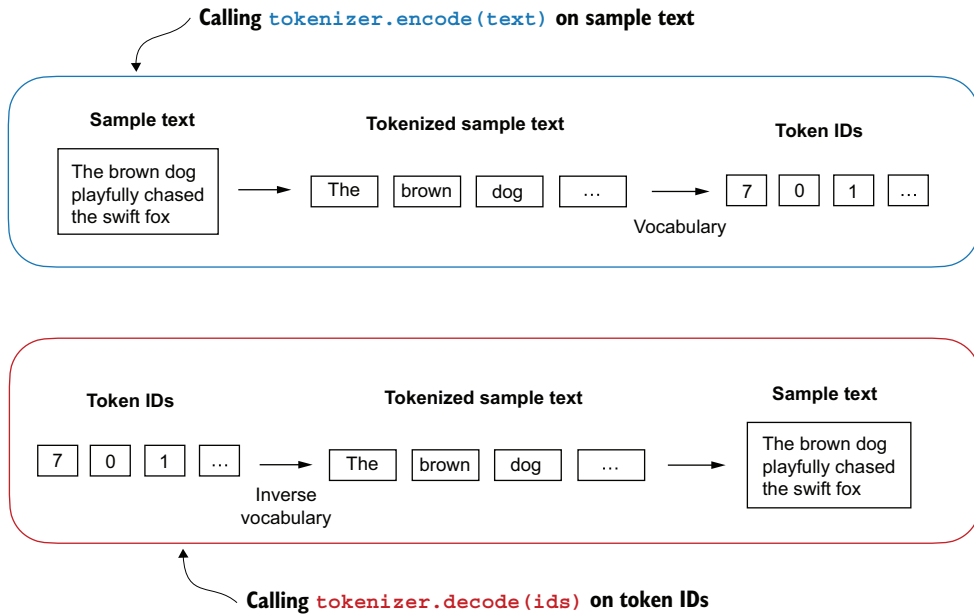 Calling tokenizer.encode(text) on sample text
Sample text
Tokenized sample text
Token IDs
The brown dog
playfully chased
the swift fox
The
brown
dog
...
Vocabulary
7
0
1
...
Token IDs
Tokenized sample text
Sample text
7
0
1
...
Inverse
vocabulary
The
brown
dog
...
The brown dog
playfully chased
the swift fox
Calling tokenizer.decode(ids) on token IDs